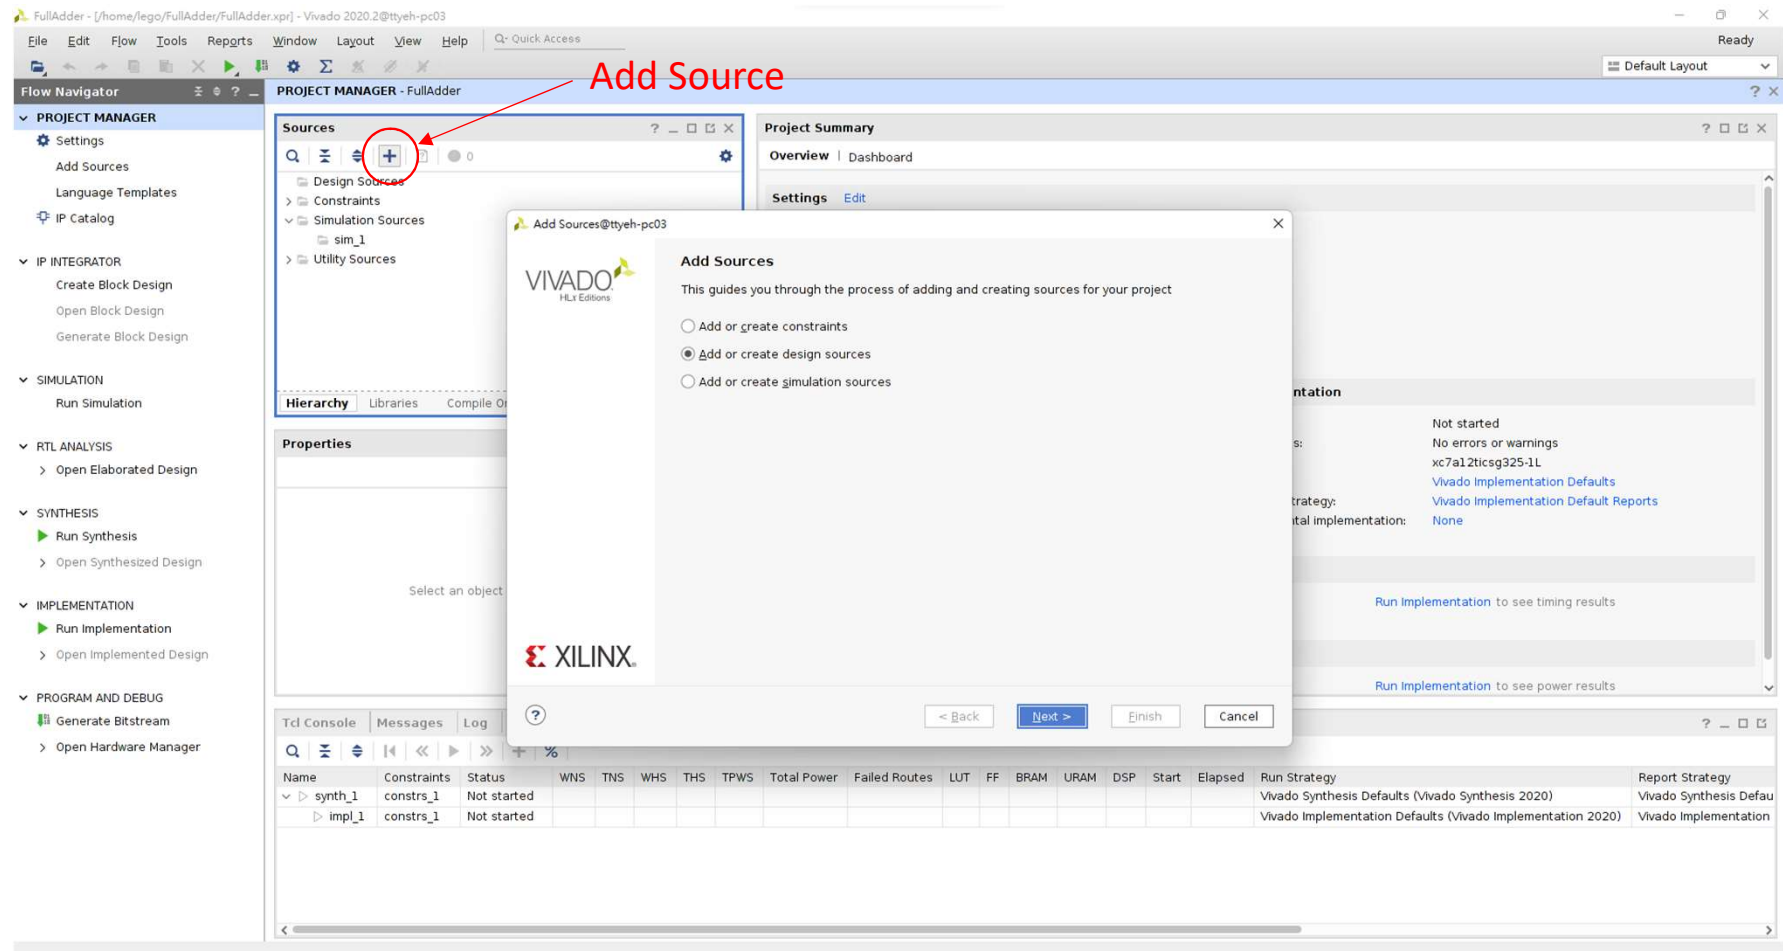 FullAdder - [/home/lego/FullAdder/FullAdder.xpr] - Vivado 2020.2@ttyeh-pc03
File Edit Flow Tools Reports Window Layout View Help Quick Access
Ready
Default Layout
Add Source
Flow Navigator
PROJECT MANAGER
Settings
Add Sources
Language Templates
IP Catalog
IP INTEGRATOR
Create Block Design
Open Block Design
Generate Block Design
SIMULATION
Run Simulation
RTL ANALYSIS
Open Elaborated Design
SYNTHESIS
Run Synthesis
Open Synthesized Design
IMPLEMENTATION
Run Implementation
Open Implemented Design
PROGRAM AND DEBUG
Generate Bitstream
Open Hardware Manager
PROJECT MANAGER - FullAdder
Sources
0
Design Sources
Constraints
Simulation Sources
sim_1
Utility Sources
Hierarchy Libraries Compile Or
Properties
Select an object
Project Summary
Overview | Dashboard
Settings Edit
ntation
Not started
s: No errors or warnings
xc7a12ticsg325-1L
Vivado Implementation Defaults
trategy: Vivado Implementation Default Reports
ntal implementation: None
Run Implementation to see timing results
Run Implementation to see power results
Add Sources@ttyeh-pc03
VIVADO
HLx Editions
XILINX
Add Sources
This guides you through the process of adding and creating sources for your project
Add or create constraints
Add or create design sources
Add or create simulation sources
? < Back Next > Finish Cancel
Tcl Console Messages Log
%
Name Constraints Status WNS TNS WHS THS TPWS Total Power Failed Routes LUT FF BRAM URAM DSP Start Elapsed Run Strategy Report Strategy
synth_1 constrs_1 Not started Vivado Synthesis Defaults (Vivado Synthesis 2020) Vivado Synthesis Defau
impl_1 constrs_1 Not started Vivado Implementation Defaults (Vivado Implementation 2020) Vivado Implementation